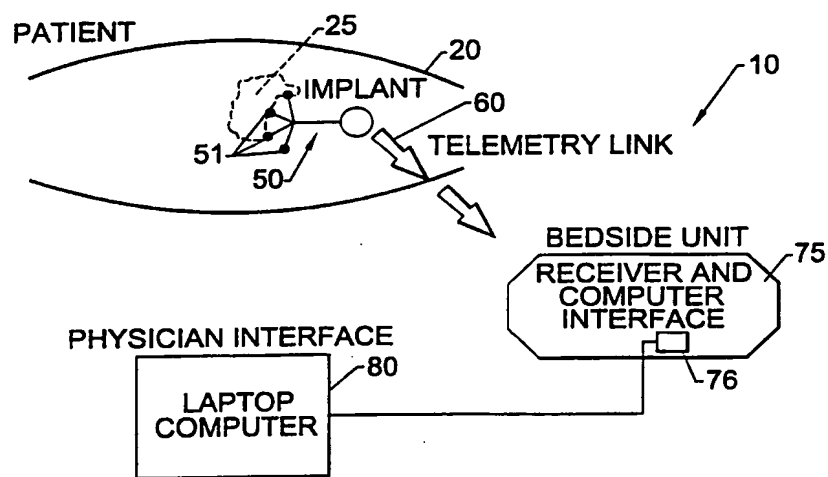 PATIENT
25
20
10
IMPLANT
60
51
50
TELEMETRY LINK
BEDSIDE UNIT
75
RECEIVER AND
COMPUTER
INTERFACE
76
PHYSICIAN INTERFACE
80
LAPTOP
COMPUTER